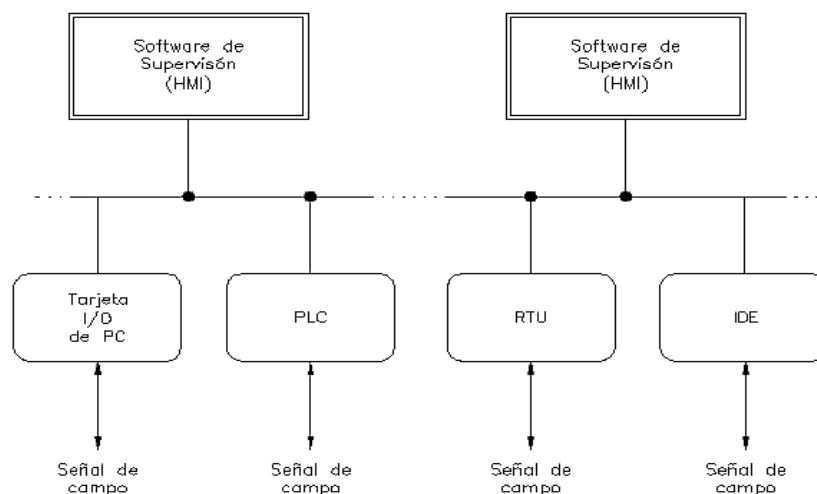 Software de
Supervisón
(HMI)
Software de
Supervisón
(HMI)
Tarjeta
I/O
de PC
PLC
RTU
IDE
Señal de
campo
Señal de
campo
Señal de
campo
Señal de
campo